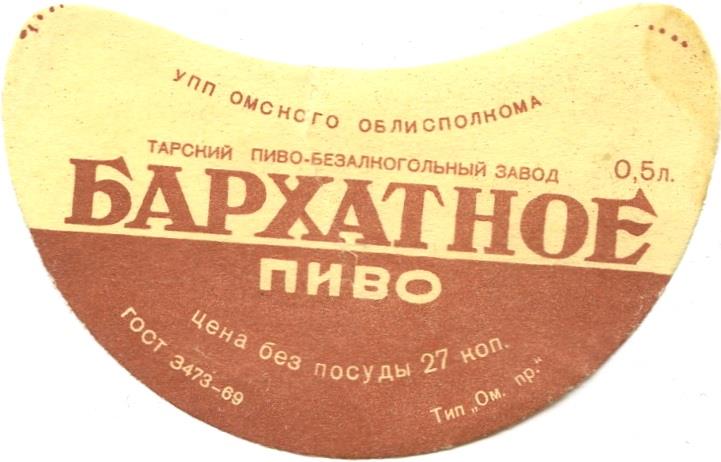 УПП ОМСКОГО ОБЛИСПОЛКОМА
ТАРСКИЙ ПИВО-БЕЗАЛКОГОЛЬНЫЙ ЗАВОД 0,5л.
БАРХАТНОЕ
ПИВО
цена без посуды 27 коп.
ГОСТ 3473-69
Тип „Ом. пр.“